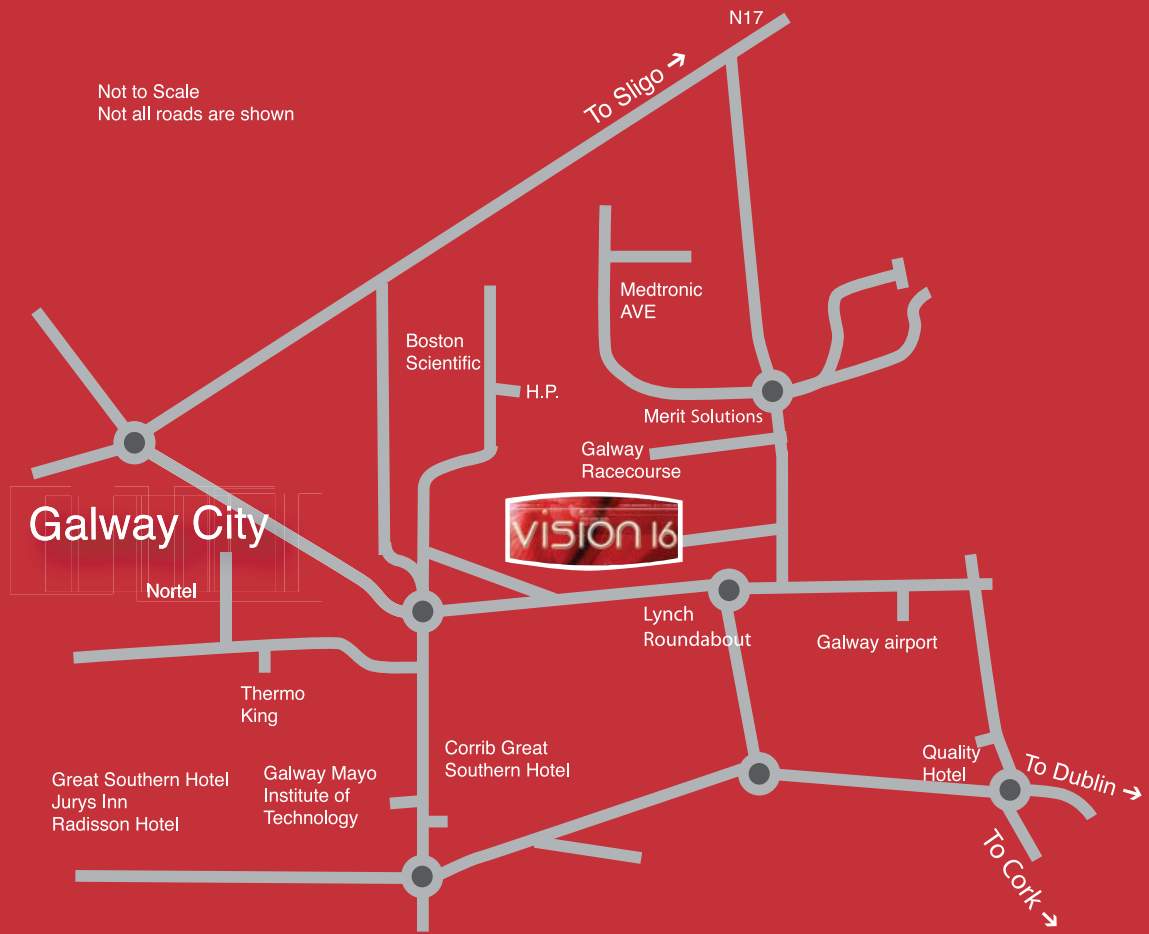 N17
To Sligo →
Not to Scale
Not all roads are shown
Medtronic
AVE
Boston
Scientific
H.P.
Merit Solutions
Galway
Racecourse
Galway City
VISION 16
Nortel
Lynch
Roundabout
Galway airport
Thermo
King
Corrib Great
Southern Hotel
Quality
Hotel
To Dublin →
Great Southern Hotel
Jurys Inn
Radisson Hotel
Galway Mayo
Institute of
Technology
To Cork →